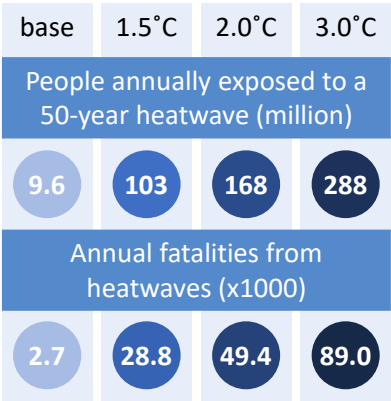 base 1.5˚C 2.0˚C 3.0˚C
People annually exposed to a
50-year heatwave (million)
9.6 103 168 288
Annual fatalities from
heatwaves (x1000)
2.7 28.8 49.4 89.0